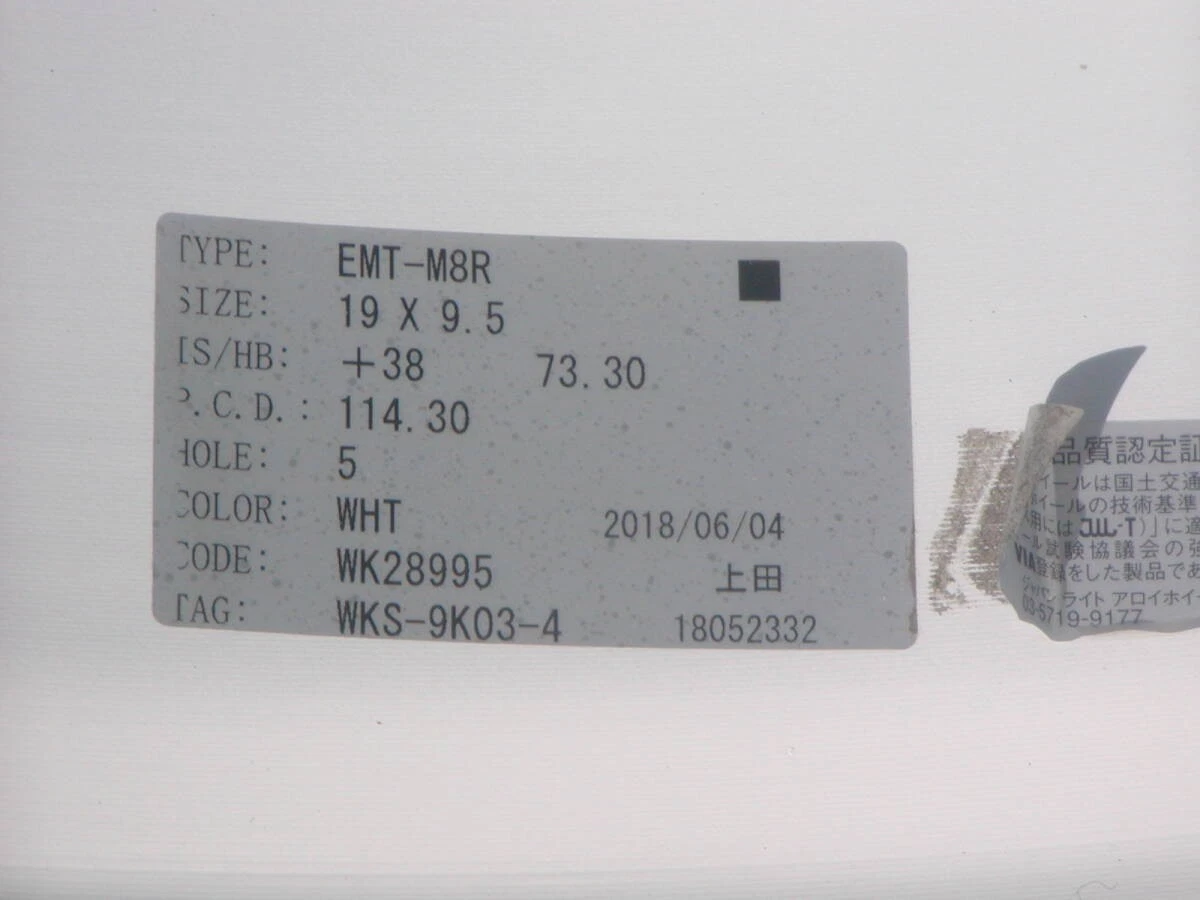 TYPE: EMT-M8R
SIZE: 19 X 9.5
IS/HB: +38 73.30
P.C.D.: 114.30
HOLE: 5
COLOR: WHT 2018/06/04
CODE: WK28995 上田
TAG: WKS-9K03-4 18052332
品質認定証
イールは国土交通
ホイールの技術基準
用にはJWL-T)」に適
ール試験協議会の強
VIA登録をした製品であ
ジャパン ライト アロイホイー
03-5719-9177